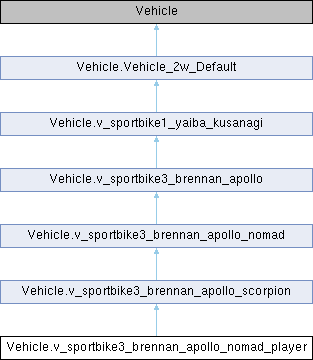 Vehicle
Vehicle.Vehicle_2w_Default
Vehicle.v_sportbike1_yaiba_kusanagi
Vehicle.v_sportbike3_brennan_apollo
Vehicle.v_sportbike3_brennan_apollo_nomad
Vehicle.v_sportbike3_brennan_apollo_scorpion
Vehicle.v_sportbike3_brennan_apollo_nomad_player